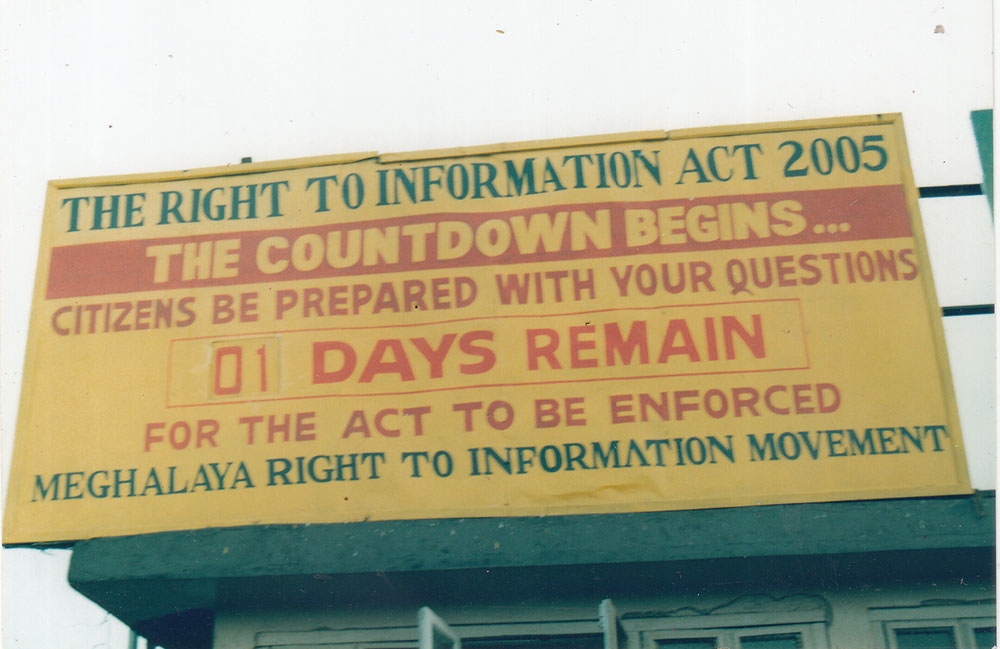 THE RIGHT TO INFORMATION ACT 2005
THE COUNTDOWN BEGINS...
CITIZENS BE PREPARED WITH YOUR QUESTIONS
01 DAYS REMAIN
FOR THE ACT TO BE ENFORCED
MEGHALAYA RIGHT TO INFORMATION MOVEMENT